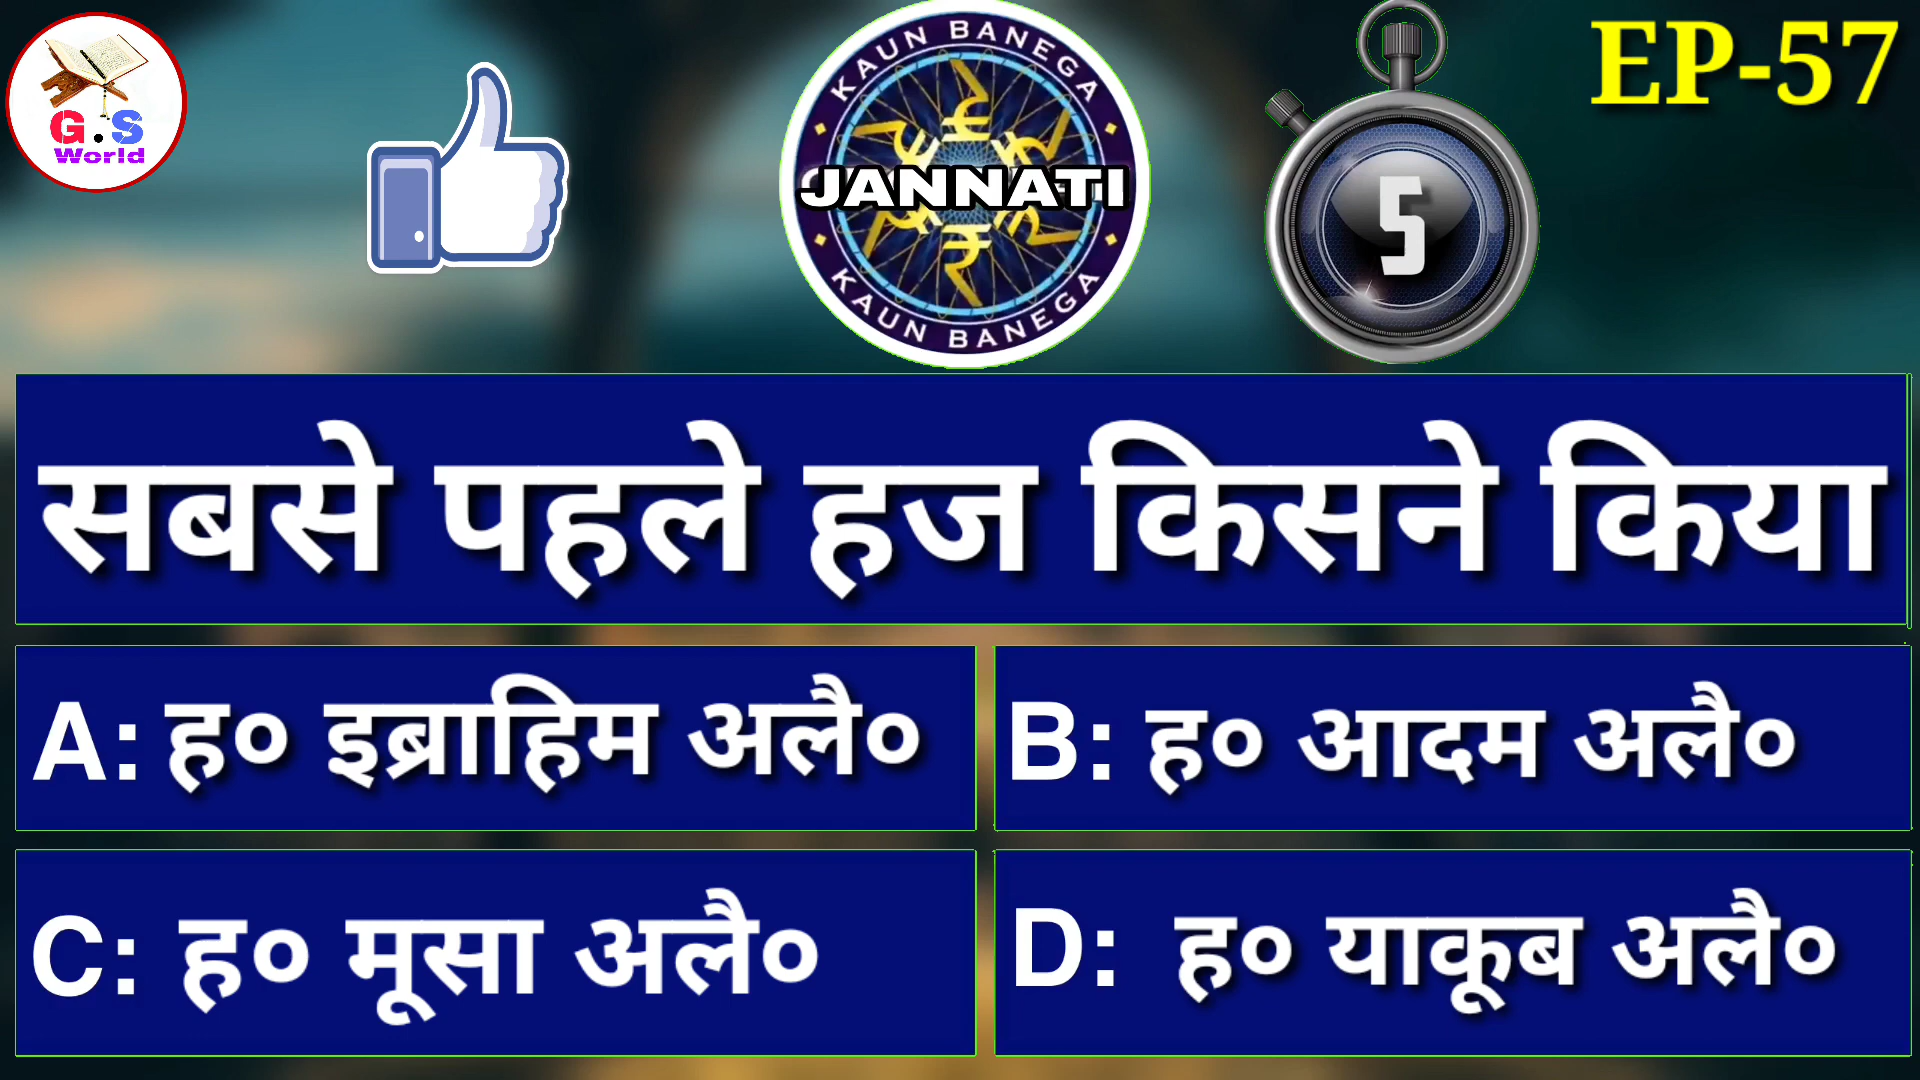 G.S
World
KAUN BANEGA
JANNATI
KAUN BANEGA
5
EP-57
सबसे पहले हज किसने किया
A: ह० इब्राहिम अलै०
B: ह० आदम अलै०
C: ह० मूसा अलै०
D: ह० याकूब अलै०